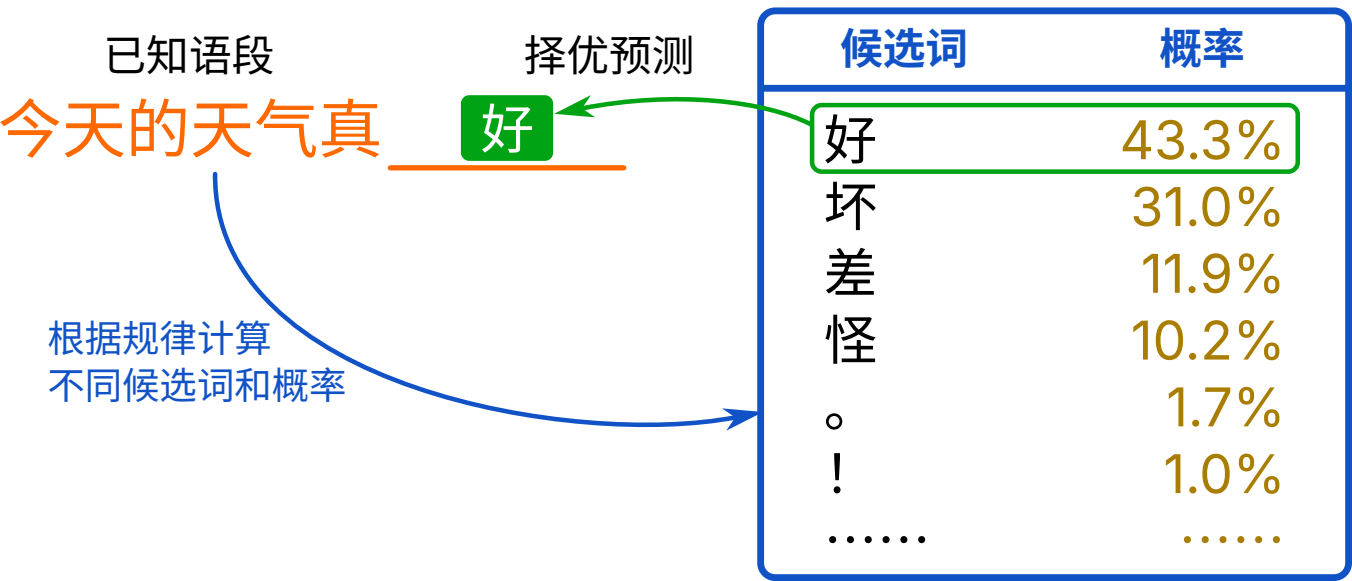 已知语段
择优预测
今天的天气真 好
根据规律计算
不同候选词和概率
候选词 概率
好 43.3%
坏 31.0%
差 11.9%
怪 10.2%
。 1.7%
！ 1.0%
…… ……